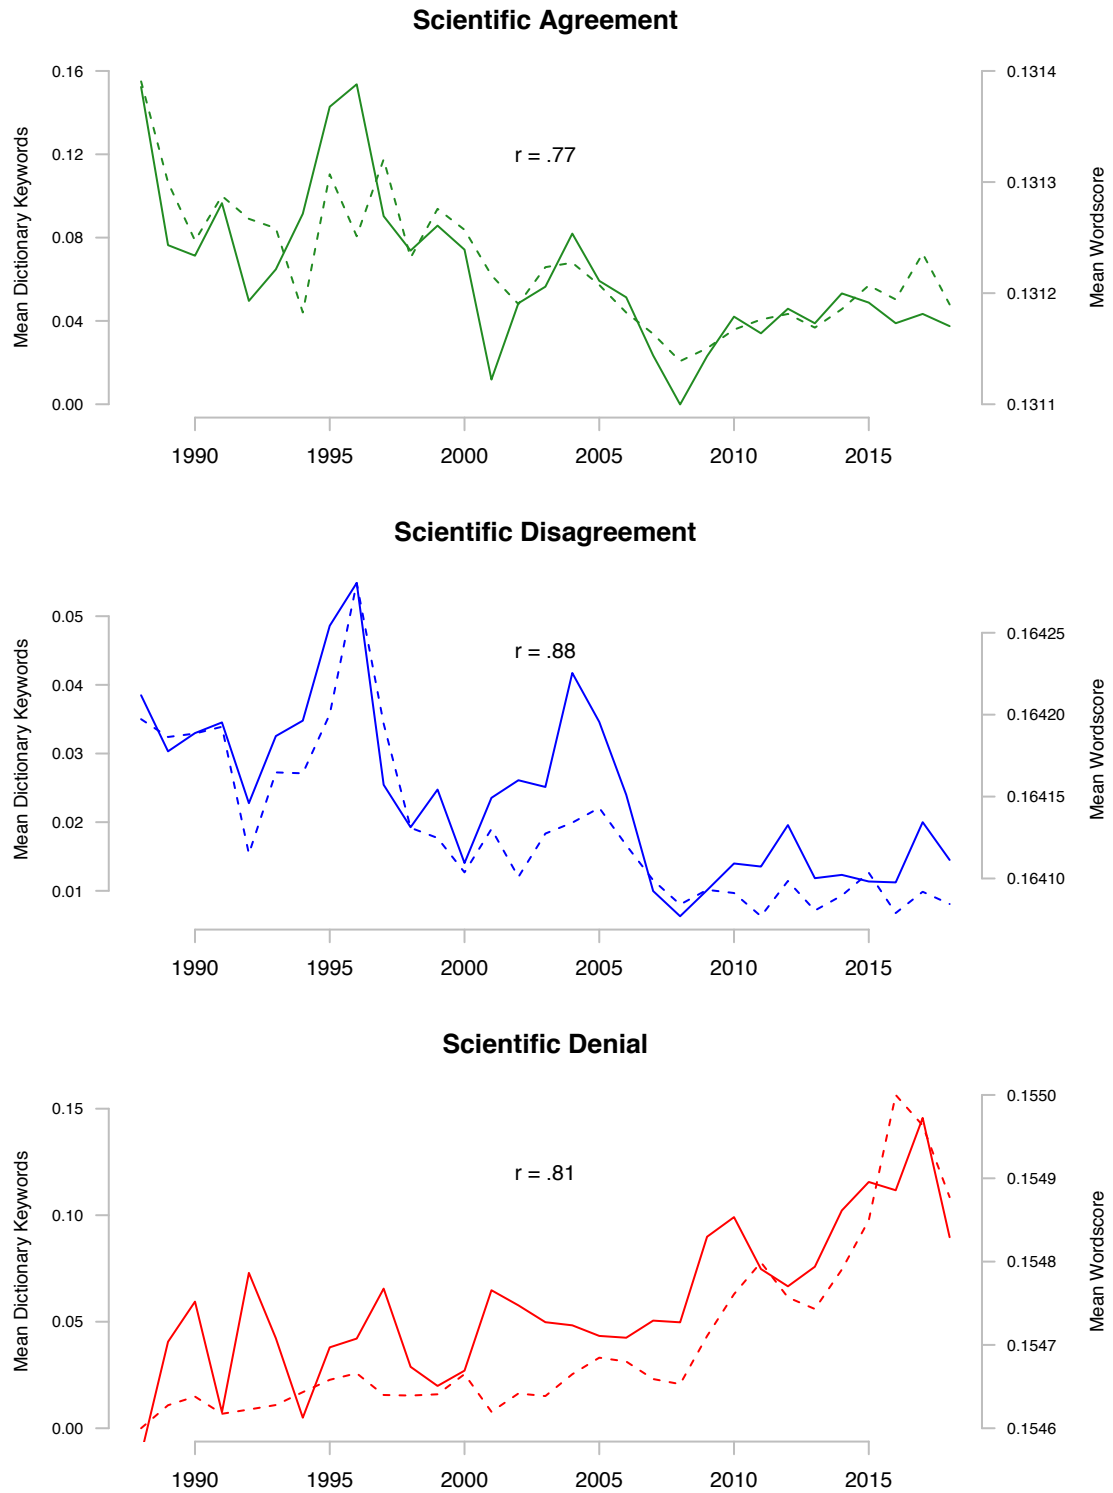 Scientific Agreement
Mean Dictionary Keywords
0.16
0.12
0.08
0.04
0.00
r = .77
0.1314
0.1313
0.1312
0.1311
Mean Wordscore
1990 1995 2000 2005 2010 2015
Scientific Disagreement
Mean Dictionary Keywords
0.05
0.04
0.03
0.02
0.01
r = .88
0.16425
0.16420
0.16415
0.16410
Mean Wordscore
1990 1995 2000 2005 2010 2015
Scientific Denial
Mean Dictionary Keywords
0.15
0.10
0.05
0.00
r = .81
0.1550
0.1549
0.1548
0.1547
0.1546
Mean Wordscore
1990 1995 2000 2005 2010 2015